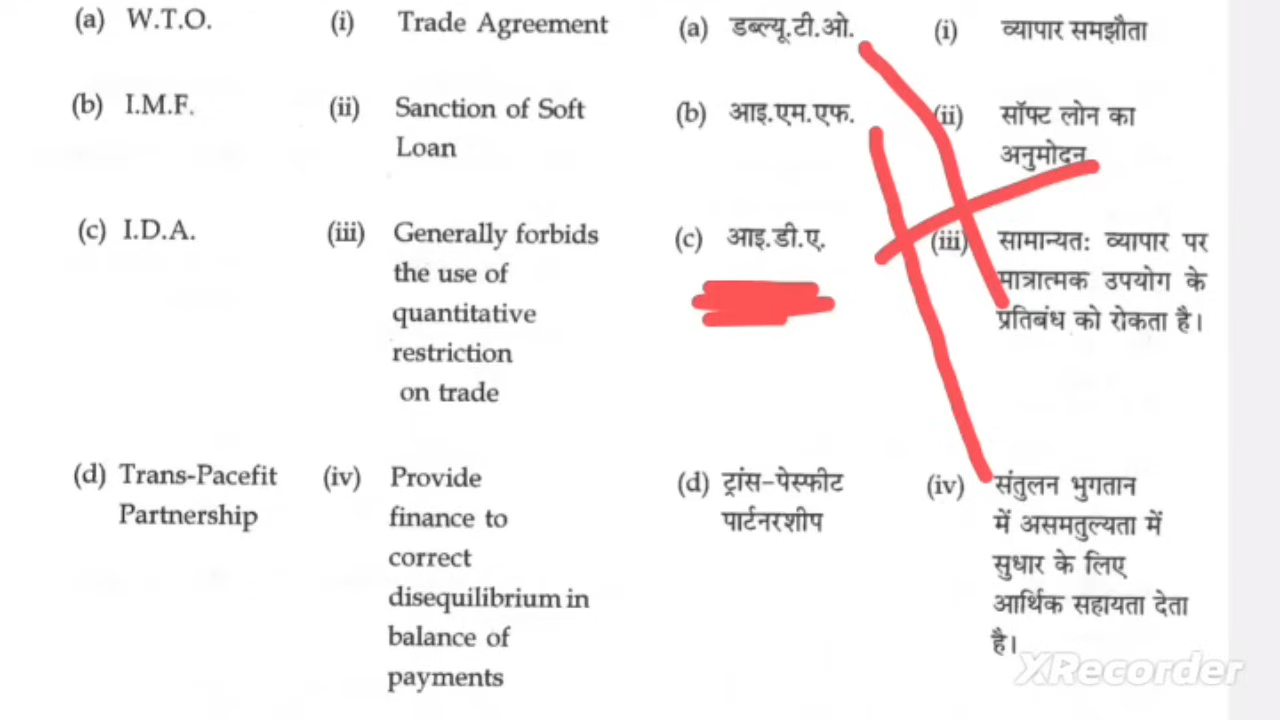 (a) W.T.O. (i) Trade Agreement
(b) I.M.F. (ii) Sanction of Soft
Loan
(c) I.D.A. (iii) Generally forbids
the use of
quantitative
restriction
on trade
(d) Trans-Pacefit (iv) Provide
Partnership finance to
correct
disequilibrium in
balance of
payments
(a) डब्ल्यू.टी.ओ. (i) व्यापार समझौता
(b) आइ.एम.एफ. (ii) सॉफ्ट लोन का
अनुमोदन
(c) आइ.डी.ए. (iii) सामान्यत: व्यापार पर
मात्रात्मक उपयोग के
प्रतिबंध को रोकता है।
(d) ट्रांस-पेस्फीट (iv) संतुलन भुगतान
पार्टनरशीप में असमतुल्यता में
सुधार के लिए
आर्थिक सहायता देता
है।
XRecorder